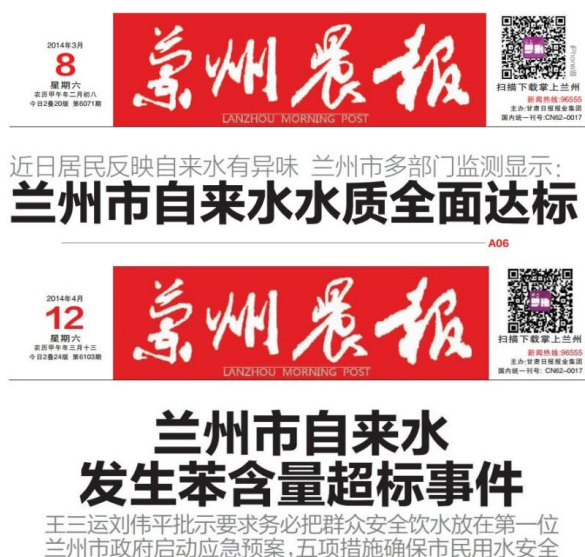 2014年3月
8
星期六
农历甲午年二月初八
今日2叠20版 第6071期
兰州晨报
LANZHOU MORNING POST
iPhone版
扫描下载掌上兰州
新闻热线:96555
主办:甘肃日报报业集团
国内统一刊号:CN62-0017
近日居民反映自来水有异味 兰州市多部门监测显示:
兰州市自来水水质全面达标
A06
2014年4月
12
星期六
农历甲午年三月十三
今日2叠24版 第6103期
兰州晨报
LANZHOU MORNING POST
扫描下载掌上兰州
新闻热线:96555
主办:甘肃日报报业集团
国内统一刊号:CN62-0017
兰州市自来水
发生苯含量超标事件
王三运刘伟平批示要求务必把群众安全饮水放在第一位
兰州市政府启动应急预案,五项措施确保市民用水安全